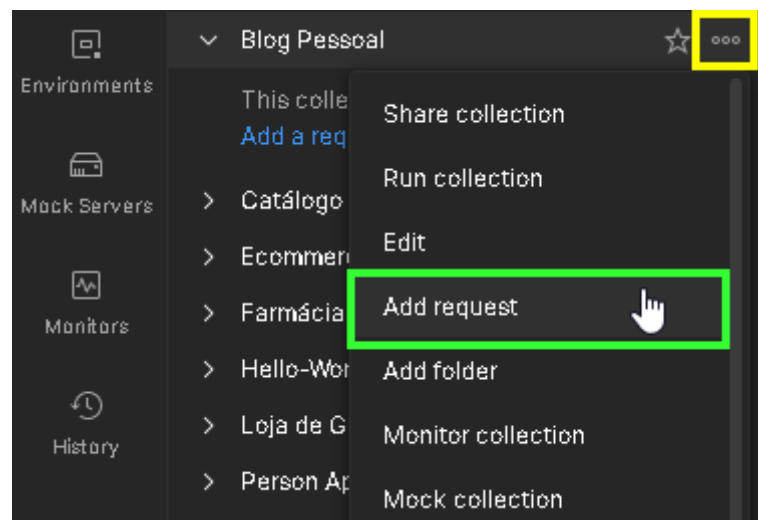 Environments
Mock Servers
Monitors
History
Blog Pessoal
This colle
Add a req
Catálogo
Ecommer
Farmácia
Hello-Wor
Loja de G
Person Ap
Share collection
Run collection
Edit
Add request
Add folder
Monitor collection
Mock collection